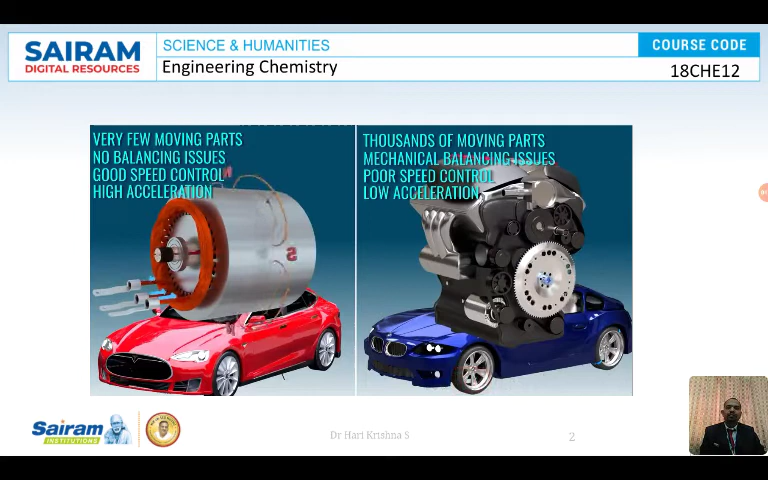 SAIRAM
DIGITAL RESOURCES
SCIENCE & HUMANITIES
Engineering Chemistry
COURSE CODE
18CHE12
VERY FEW MOVING PARTS
NO BALANCING ISSUES
GOOD SPEED CONTROL
HIGH ACCELERATION
THOUSANDS OF MOVING PARTS
MECHANICAL BALANCING ISSUES
POOR SPEED CONTROL
LOW ACCELERATION
Sairam
INSTITUTIONS
Dr Hari Krishna S
2